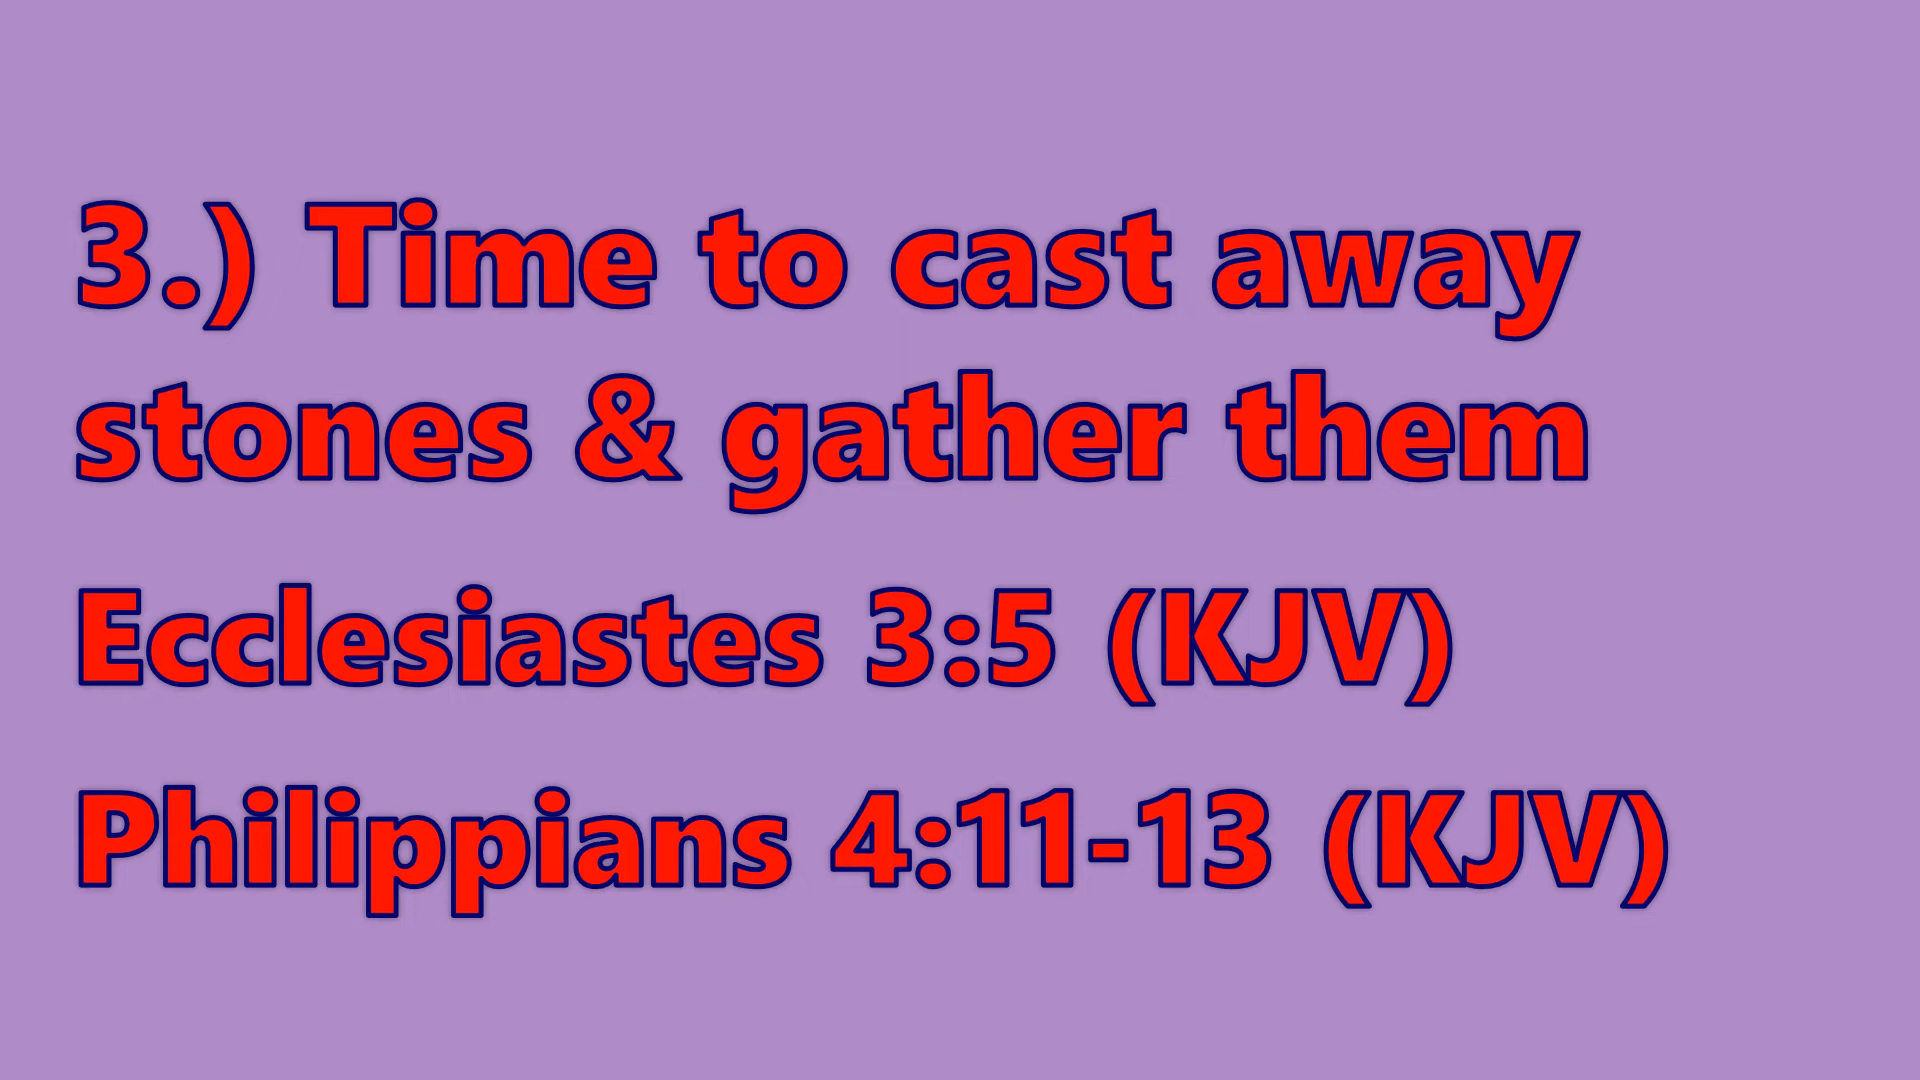 3.) Time to cast away
stones & gather them
Ecclesiastes 3:5 (KJV)
Philippians 4:11-13 (KJV)